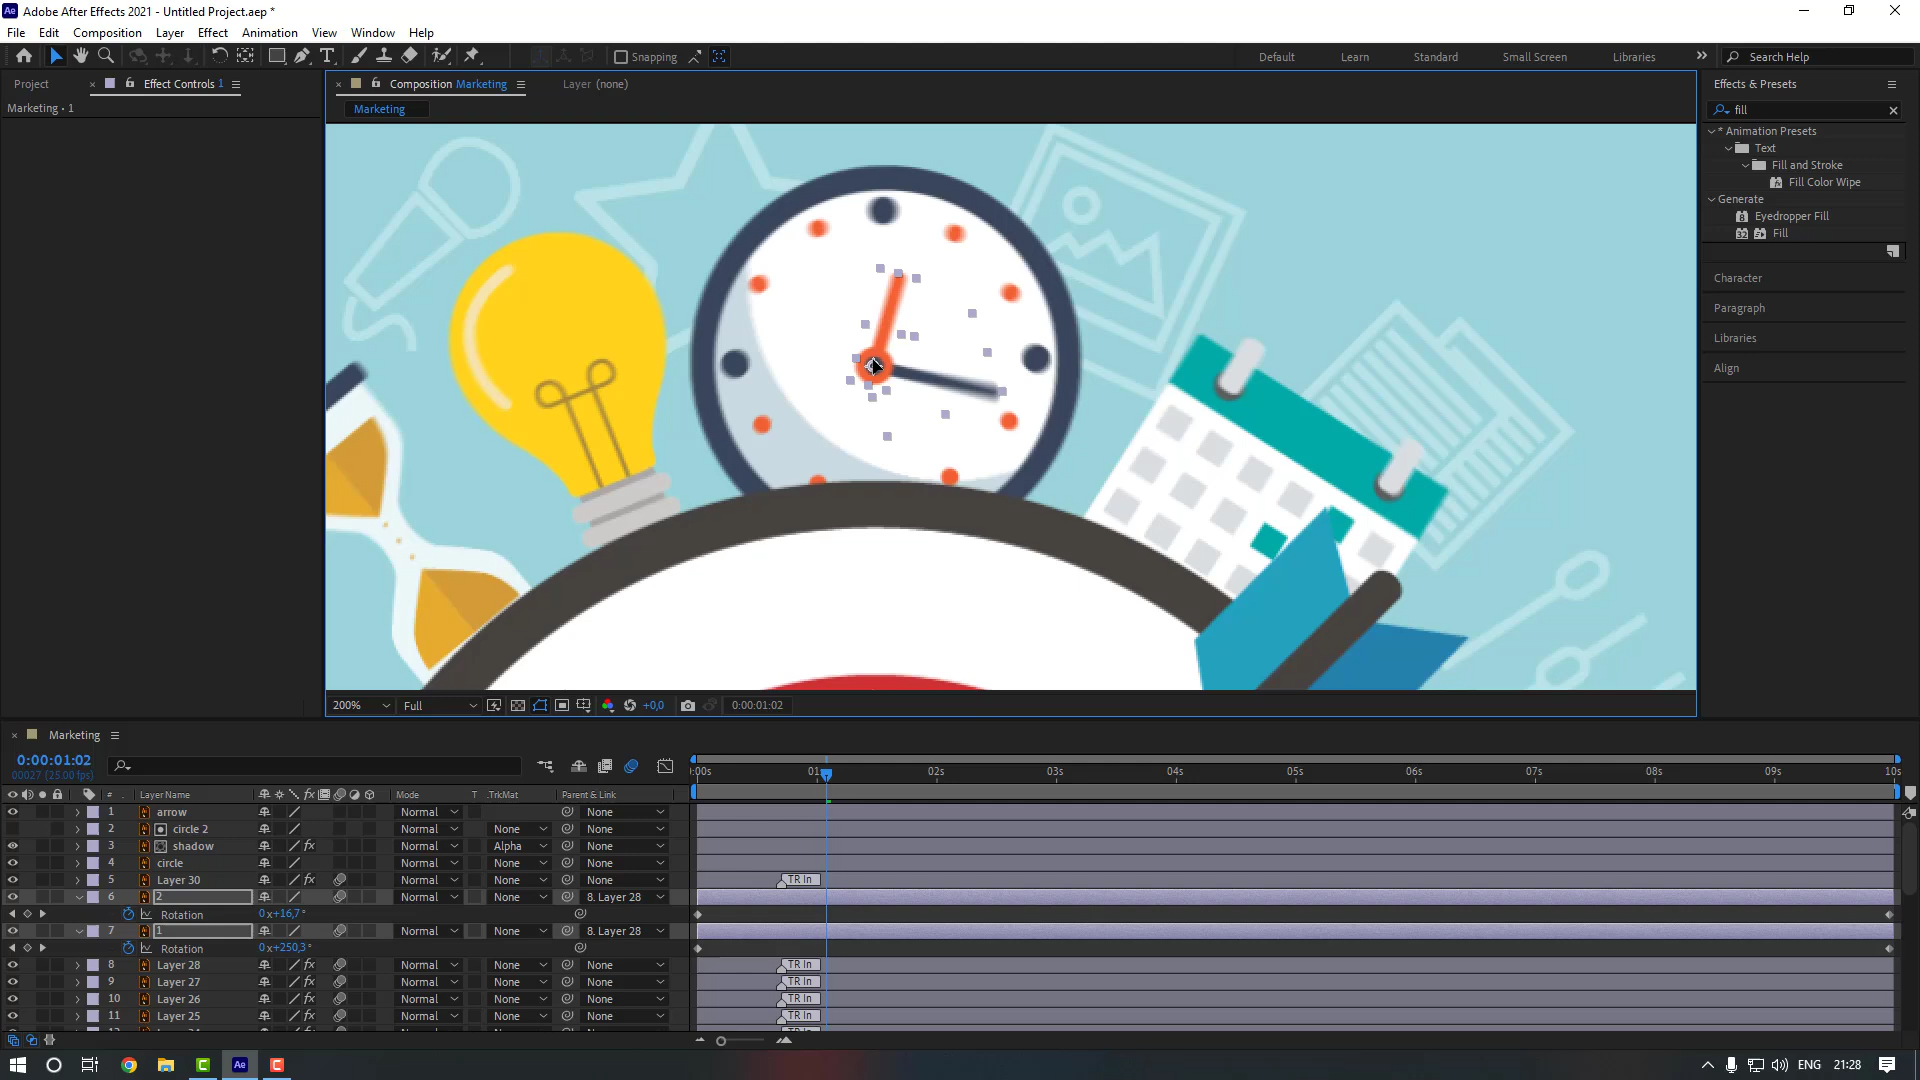 Adobe After Effects 2021 - Untitled Project.aep *
File Edit Composition Layer Effect Animation View Window Help
Snapping Default Learn Standard Small Screen Libraries Search Help
Project Effect Controls 1 Composition Marketing Layer (none) Effects & Presets
Marketing • 1 Marketing fill
* Animation Presets
Text
Fill and Stroke
Fill Color Wipe
Generate
Eyedropper Fill
Fill
Character
Paragraph
Libraries
Align
200% Full +0,0 0:00:01:02
Marketing
0:00:01:02
00027 (25.00 fps)
:00s 01 02s 03s 04s 05s 06s 07s 08s 09s 10s
# Layer Name Mode T .TrkMat Parent & Link
1 arrow Normal None
2 circle 2 Normal None None
3 shadow Normal Alpha None
4 circle Normal None None
5 Layer 30 Normal None None TR In
6 2 Normal None 8. Layer 28
Rotation 0x+16,7°
7 1 Normal None 8. Layer 28
Rotation 0x+250,3°
8 Layer 28 Normal None None TR In
9 Layer 27 Normal None None TR In
10 Layer 26 Normal None None TR In
11 Layer 25 Normal None None TR In
ENG 21:28